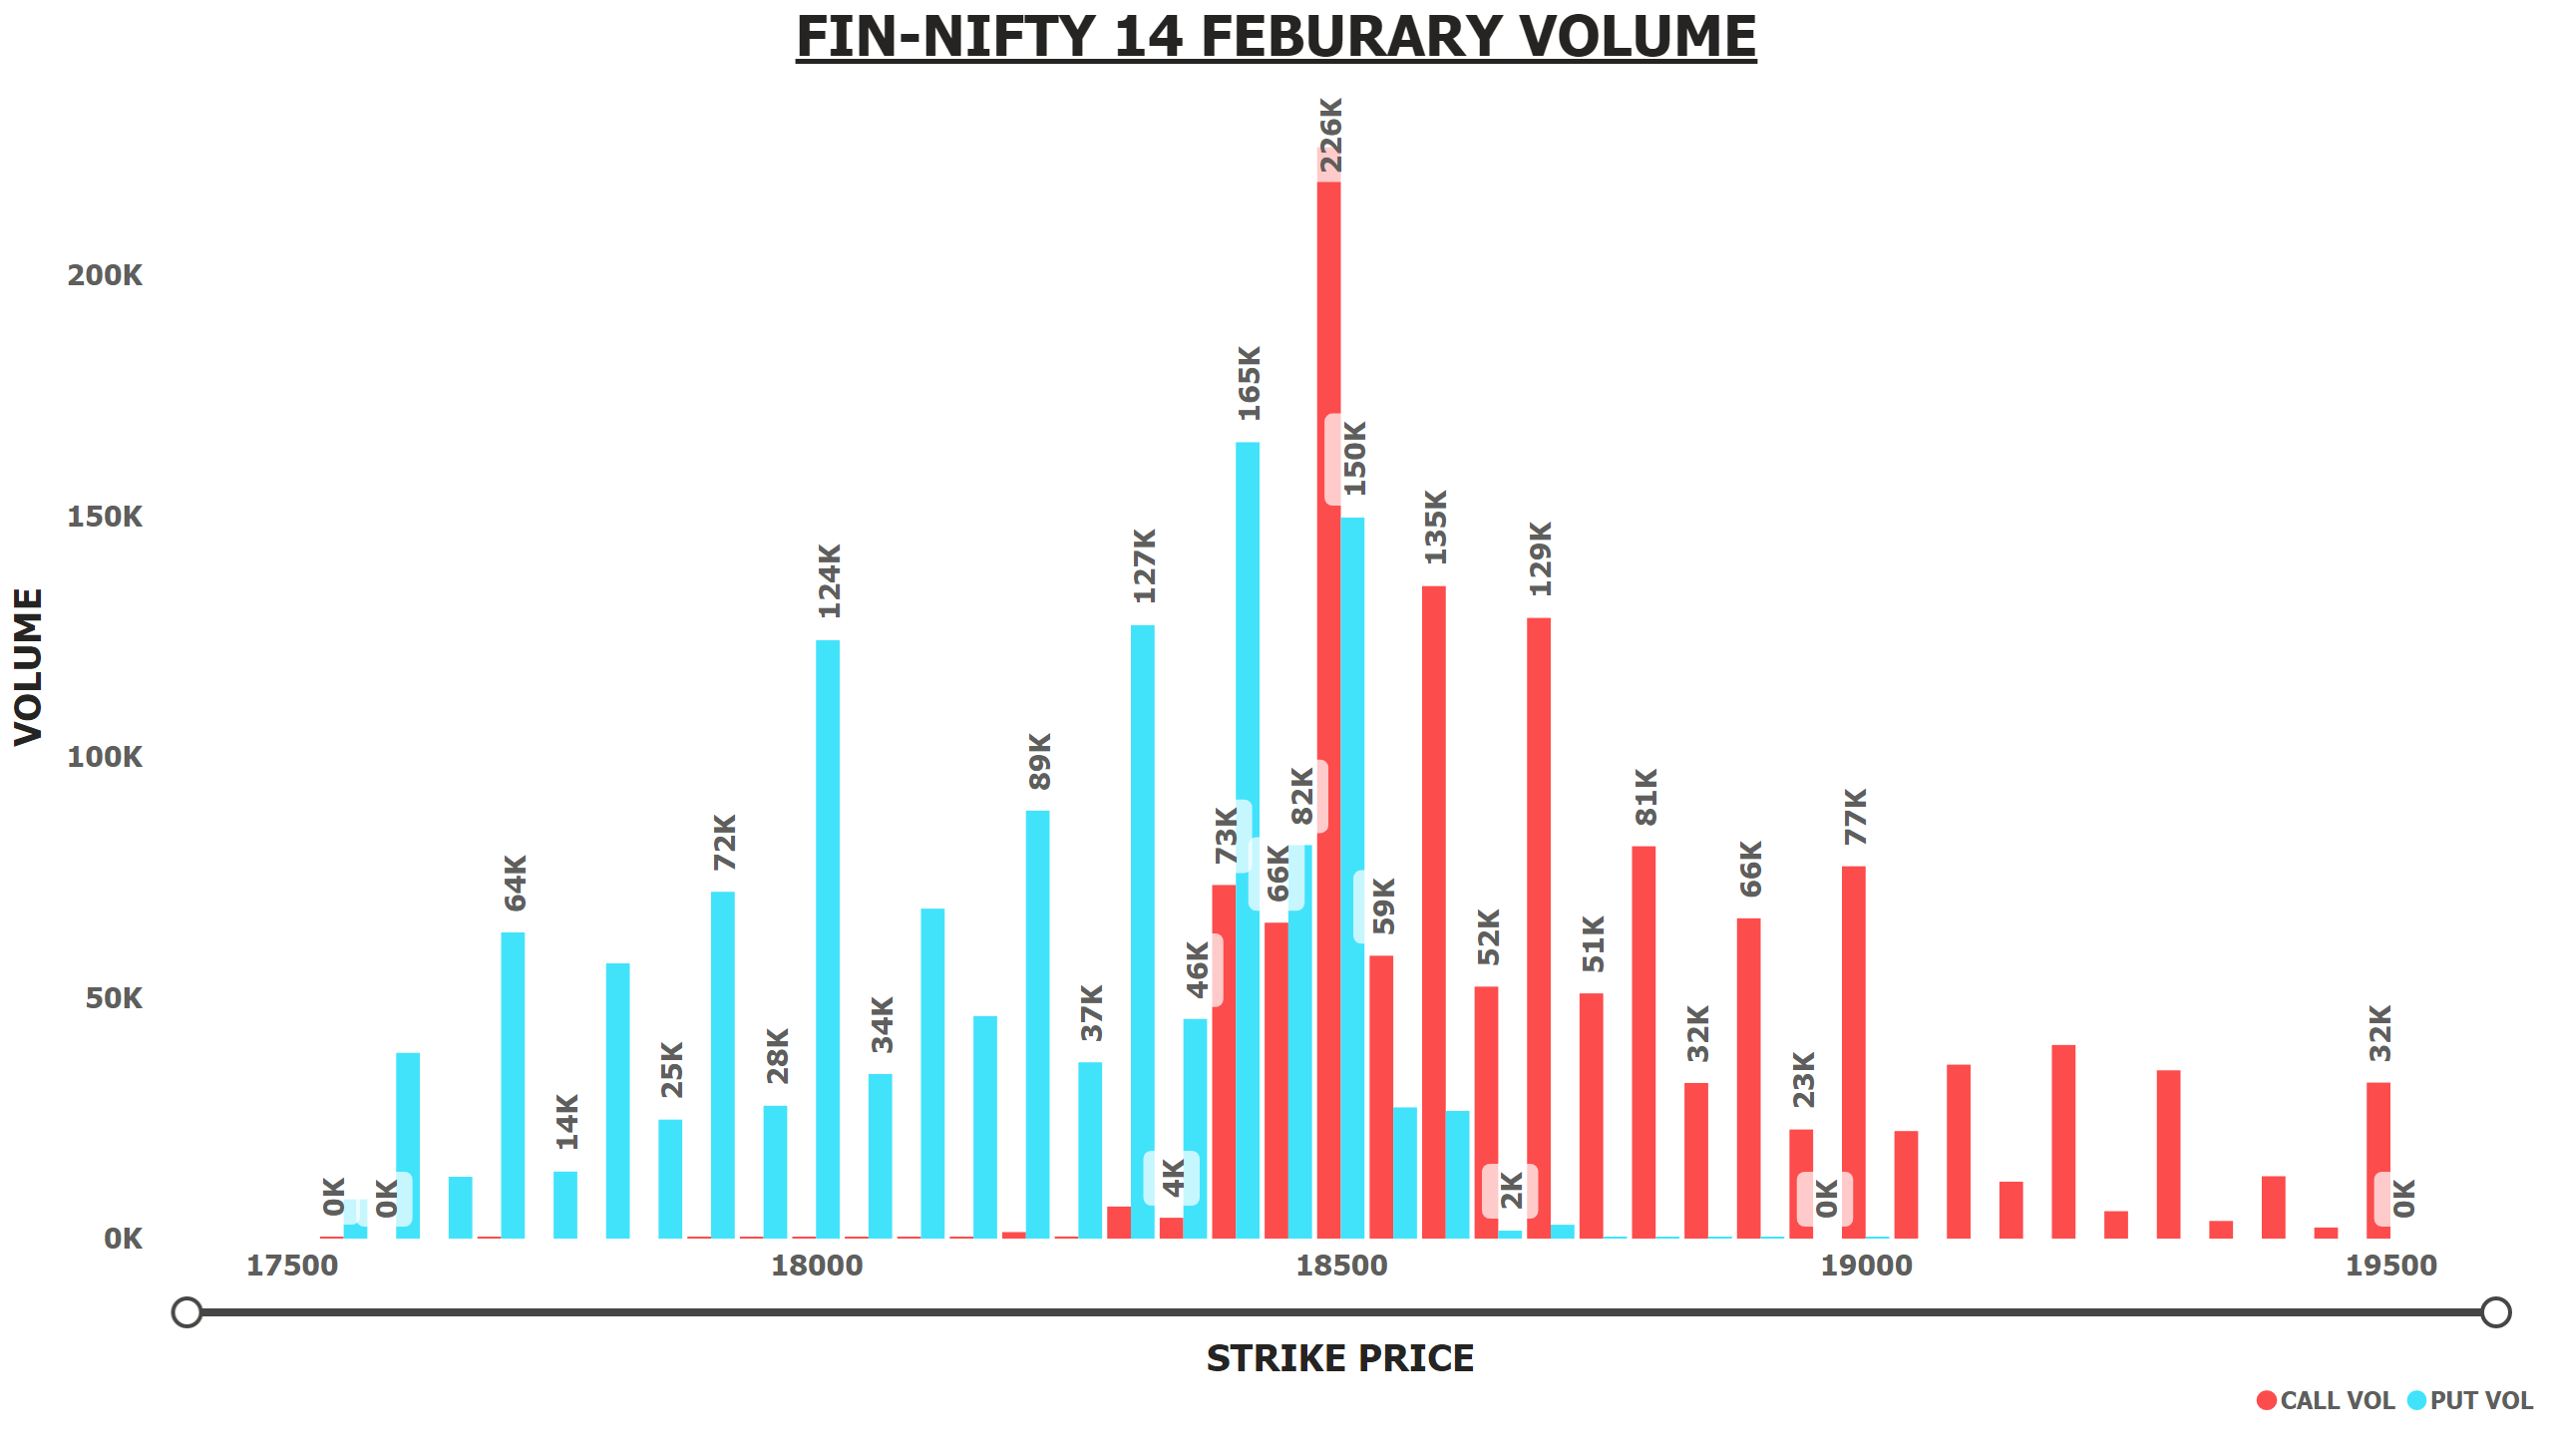 FIN-NIFTY 14 FEBURARY VOLUME
VOLUME
200K
150K
100K
50K
0K
0K
0K
64K
14K
25K
72K
28K
124K
34K
89K
37K
127K
4K
46K
73K
165K
66K
82K
226K
150K
59K
135K
52K
2K
129K
51K
81K
32K
66K
23K
0K
77K
32K
0K
17500 18000 18500 19000 19500
STRIKE PRICE
CALL VOL PUT VOL